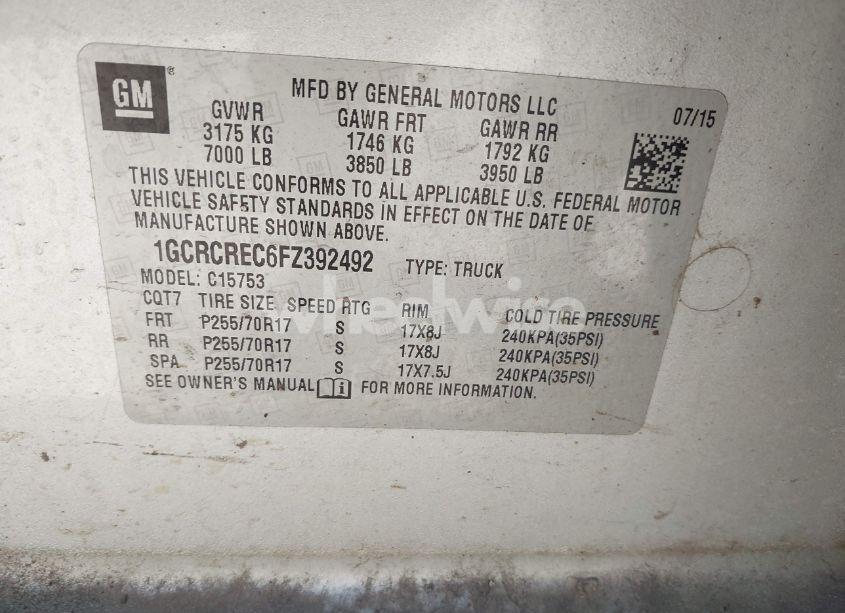 GM®
MFD BY GENERAL MOTORS LLC 07/15
GVWR GAWR FRT GAWR RR
3175 KG 1746 KG 1792 KG
7000 LB 3850 LB 3950 LB
THIS VEHICLE CONFORMS TO ALL APPLICABLE U.S. FEDERAL MOTOR
VEHICLE SAFETY STANDARDS IN EFFECT ON THE DATE OF
MANUFACTURE SHOWN ABOVE.
1GCRCREC6FZ392492 TYPE: TRUCK
MODEL: C15753
CQT7 TIRE SIZE SPEED RTG RIM COLD TIRE PRESSURE
FRT P255/70R17 S 17X8J 240KPA(35PSI)
RR P255/70R17 S 17X8J 240KPA(35PSI)
SPA P255/70R17 S 17X7.5J 240KPA(35PSI)
SEE OWNER'S MANUAL FOR MORE INFORMATION.